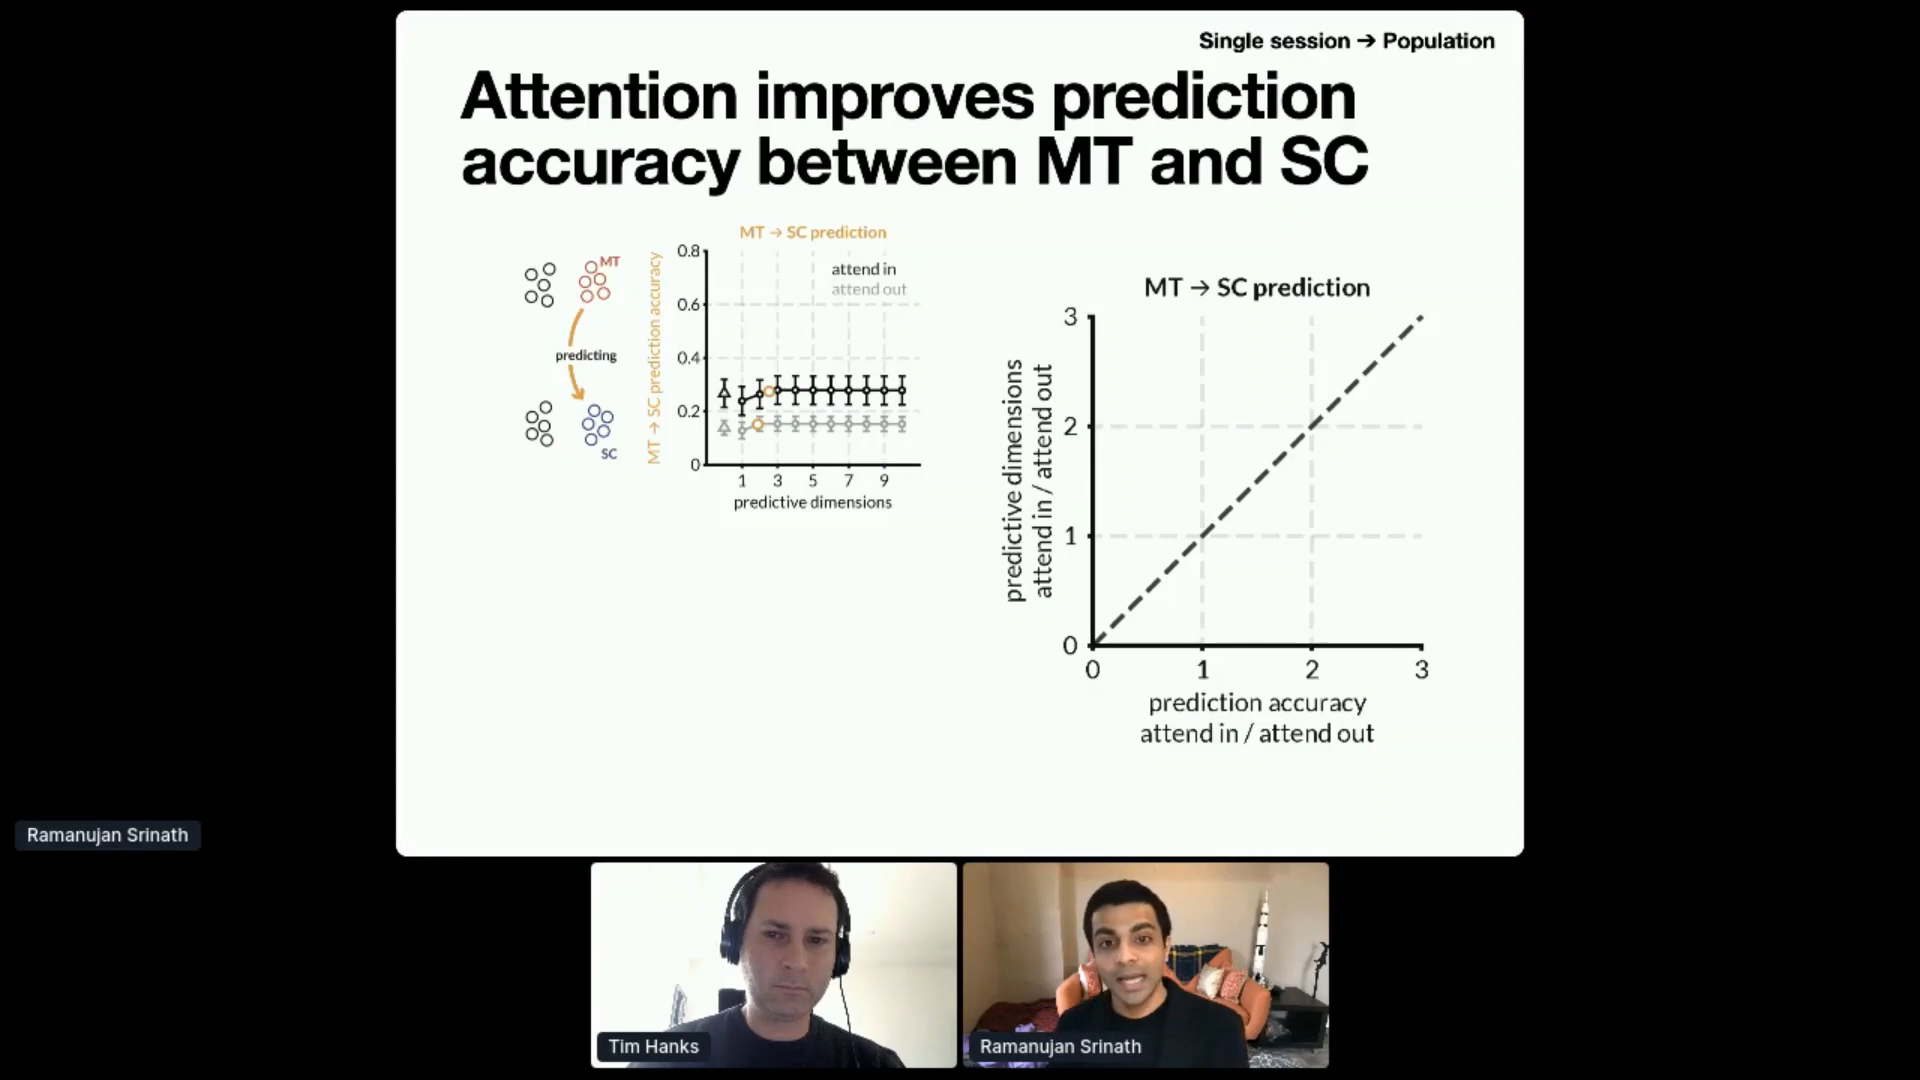 Single session → Population
Attention improves prediction
accuracy between MT and SC
MT
predicting
SC
MT → SC prediction
MT → SC prediction accuracy
0.8
0.6
0.4
0.2
0
attend in
attend out
1 3 5 7 9
predictive dimensions
MT → SC prediction
predictive dimensions
attend in / attend out
3
2
1
0
0 1 2 3
prediction accuracy
attend in / attend out
Ramanujan Srinath
Tim Hanks
Ramanujan Srinath